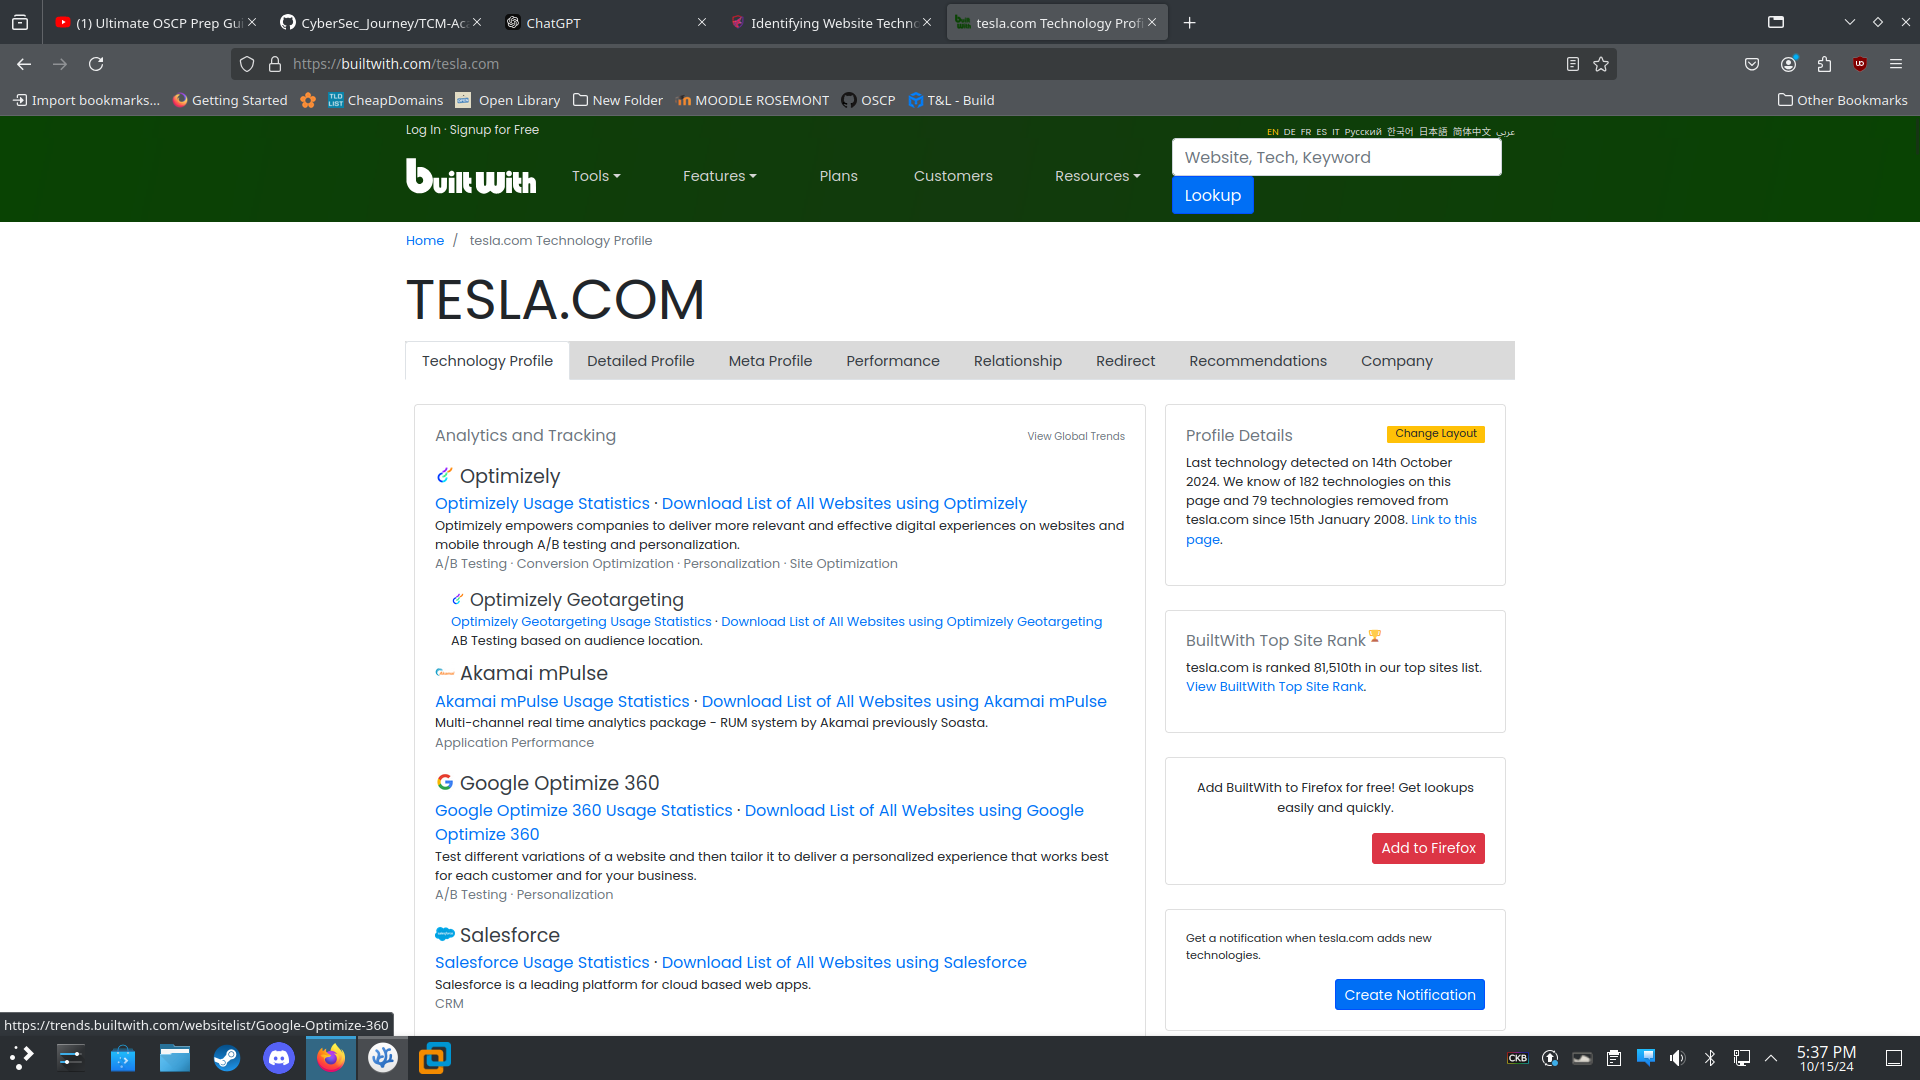 (1) Ultimate OSCP Prep Gui
CyberSec_Journey/TCM-Ac
ChatGPT
Identifying Website Techno
tesla.com Technology Profi
https://builtwith.com/tesla.com
Import bookmarks...
Getting Started
CheapDomains
Open Library
New Folder
MOODLE ROSEMONT
OSCP
T&L - Build
Other Bookmarks
Log In · Signup for Free
EN DE FR ES IT Русский 한국어 日本語 简体中文 عربي
built with
Tools
Features
Plans
Customers
Resources
Website, Tech, Keyword
Lookup
Home / tesla.com Technology Profile
TESLA.COM
Technology Profile
Detailed Profile
Meta Profile
Performance
Relationship
Redirect
Recommendations
Company
Analytics and Tracking
View Global Trends
Optimizely
Optimizely Usage Statistics · Download List of All Websites using Optimizely
Optimizely empowers companies to deliver more relevant and effective digital experiences on websites and
mobile through A/B testing and personalization.
A/B Testing · Conversion Optimization · Personalization · Site Optimization
Optimizely Geotargeting
Optimizely Geotargeting Usage Statistics · Download List of All Websites using Optimizely Geotargeting
AB Testing based on audience location.
Akamai mPulse
Akamai mPulse Usage Statistics · Download List of All Websites using Akamai mPulse
Multi-channel real time analytics package - RUM system by Akamai previously Soasta.
Application Performance
Google Optimize 360
Google Optimize 360 Usage Statistics · Download List of All Websites using Google
Optimize 360
Test different variations of a website and then tailor it to deliver a personalized experience that works best
for each customer and for your business.
A/B Testing · Personalization
Salesforce
Salesforce Usage Statistics · Download List of All Websites using Salesforce
Salesforce is a leading platform for cloud based web apps.
CRM
Profile Details
Change Layout
Last technology detected on 14th October
2024. We know of 182 technologies on this
page and 79 technologies removed from
tesla.com since 15th January 2008. Link to this
page.
BuiltWith Top Site Rank
tesla.com is ranked 81,510th in our top sites list.
View BuiltWith Top Site Rank.
Add BuiltWith to Firefox for free! Get lookups
easily and quickly.
Add to Firefox
Get a notification when tesla.com adds new
technologies.
Create Notification
https://trends.builtwith.com/websitelist/Google-Optimize-360
CKB
5:37 PM
10/15/24